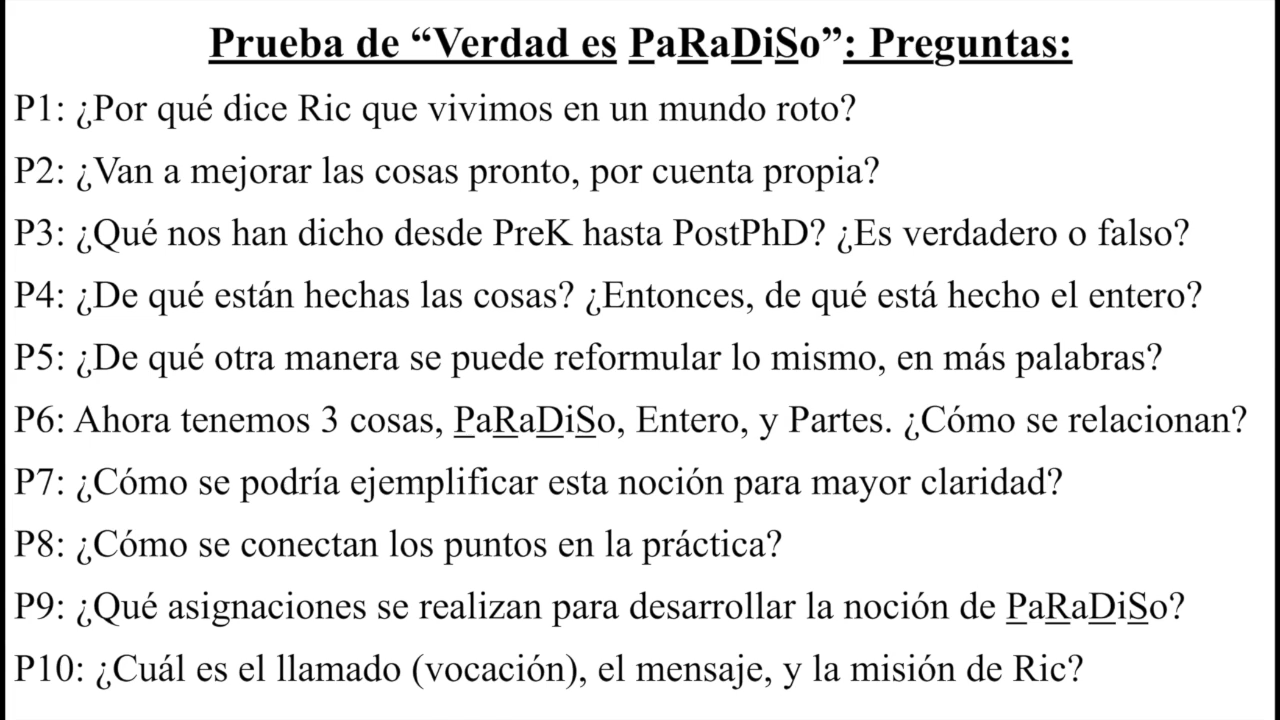 Prueba de “Verdad es PaRaDiSo”: Preguntas:
P1: ¿Por qué dice Ric que vivimos en un mundo roto?
P2: ¿Van a mejorar las cosas pronto, por cuenta propia?
P3: ¿Qué nos han dicho desde PreK hasta PostPhD? ¿Es verdadero o falso?
P4: ¿De qué están hechas las cosas? ¿Entonces, de qué está hecho el entero?
P5: ¿De qué otra manera se puede reformular lo mismo, en más palabras?
P6: Ahora tenemos 3 cosas, PaRaDiSo, Entero, y Partes. ¿Cómo se relacionan?
P7: ¿Cómo se podría ejemplificar esta noción para mayor claridad?
P8: ¿Cómo se conectan los puntos en la práctica?
P9: ¿Qué asignaciones se realizan para desarrollar la noción de PaRaDiSo?
P10: ¿Cuál es el llamado (vocación), el mensaje, y la misión de Ric?